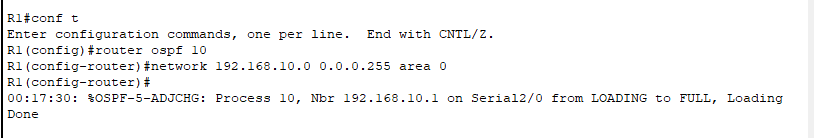 R1#conf t
Enter configuration commands, one per line.  End with CNTL/Z.
R1(config)#router ospf 10
R1(config-router)#network 192.168.10.0 0.0.0.255 area 0
R1(config-router)#
00:17:30: %OSPF-5-ADJCHG: Process 10, Nbr 192.168.10.1 on Serial2/0 from LOADING to FULL, Loading
Done